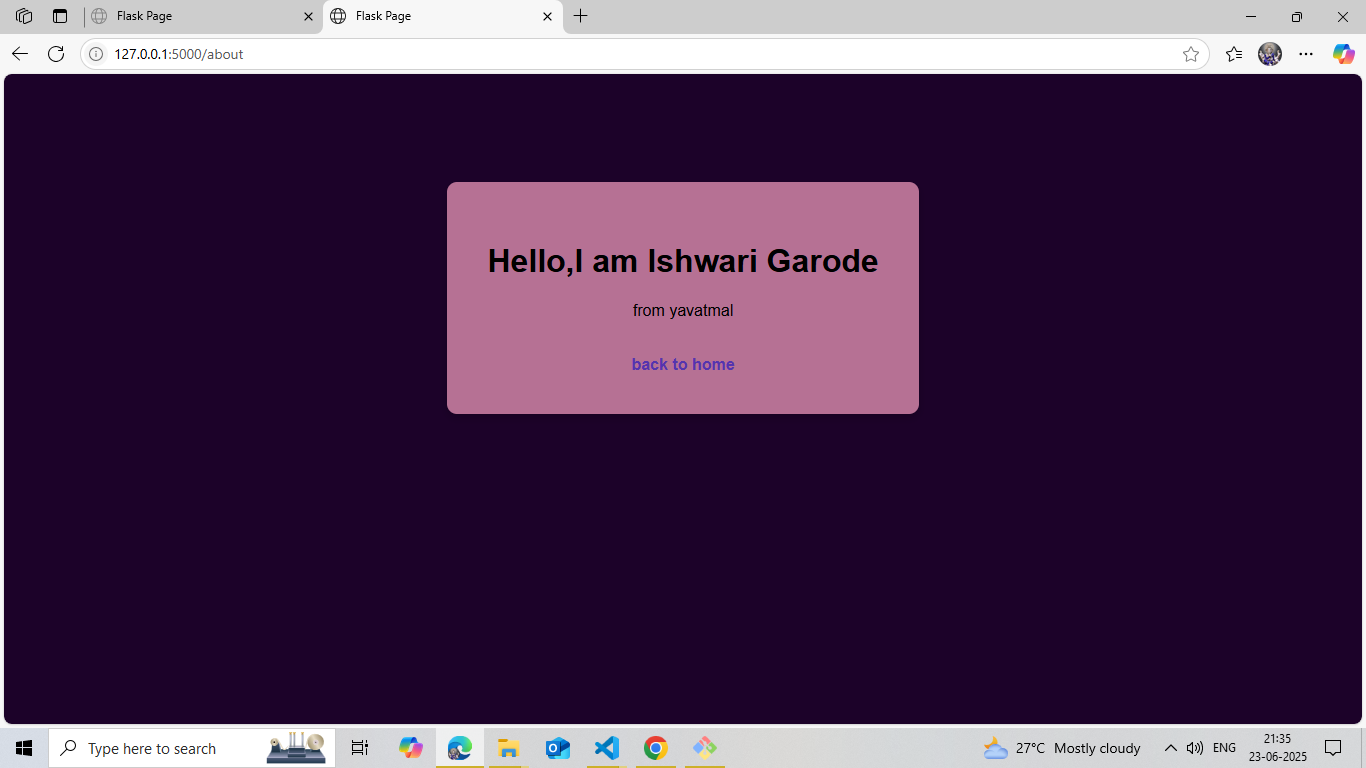 Flask Page
Flask Page
127.0.0.1:5000/about
Hello,I am Ishwari Garode
from yavatmal
back to home
Type here to search
27°C Mostly cloudy
ENG
21:35
23-06-2025